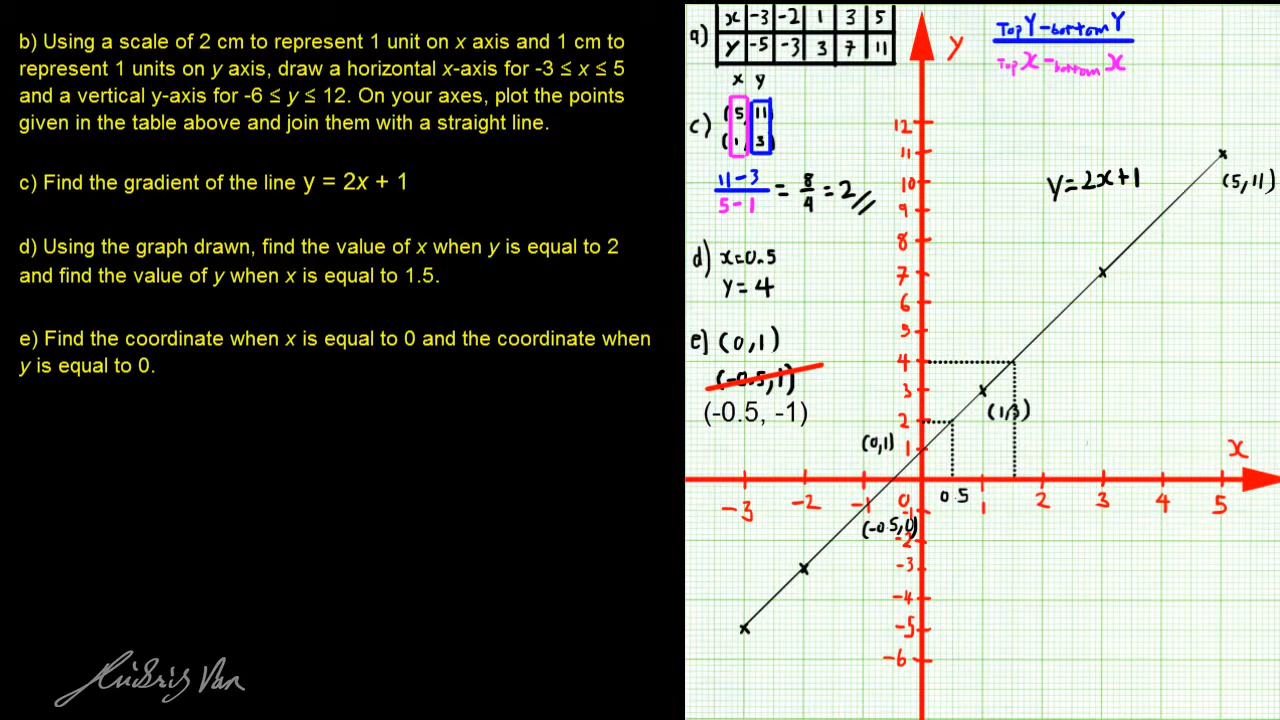 b) Using a scale of 2 cm to represent 1 unit on x axis and 1 cm to
represent 1 units on y axis, draw a horizontal x-axis for -3 ≤ x ≤ 5
and a vertical y-axis for -6 ≤ y ≤ 12. On your axes, plot the points
given in the table above and join them with a straight line.
c) Find the gradient of the line y = 2x + 1
d) Using the graph drawn, find the value of x when y is equal to 2
and find the value of y when x is equal to 1.5.
e) Find the coordinate when x is equal to 0 and the coordinate when
y is equal to 0.
a)
x -3 -2 1 3 5
y -5 -3 3 7 11
x y
c) (5, 11)
(1, 3)
11-3 / 5-1 = 8/4 = 2 //
d) x=0.5
y=4
e) (0,1)
(-0.5,1)
(-0.5, -1)
Top Y - bottom Y
Top x - bottom x
y
12
11
10
9
8
7
6
5
4
3
2
1
0
-1
-2
-3
-4
-5
-6
y=2x+1
(5,11)
(1,3)
(0,1)
(-0.5,0)
0.5
x
-3 -2 -1 1 2 3 4 5